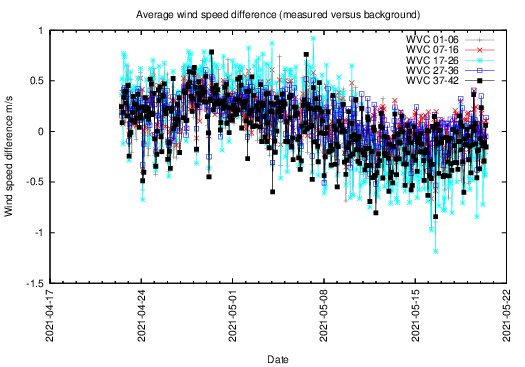 Average wind speed difference (measured versus background)
WVC 01-06
WVC 07-16
WVC 17-26
WVC 27-36
WVC 37-42
Wind speed difference m/s
1
0.5
0
-0.5
-1
-1.5
2021-04-17
2021-04-24
2021-05-01
2021-05-08
2021-05-15
2021-05-22
Date